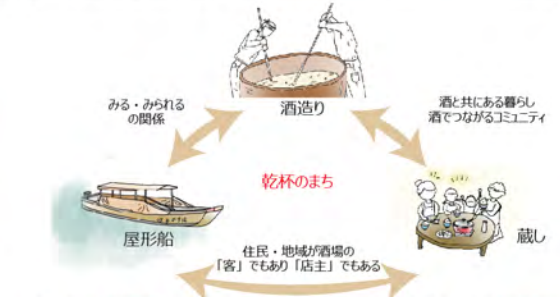 酒造り
みる・みられる
の関係
酒と共にある暮らし
酒でつながるコミュニティ
乾杯のまち
屋形船
蔵し
住民・地域が酒場の
「客」でもあり「店主」でもある